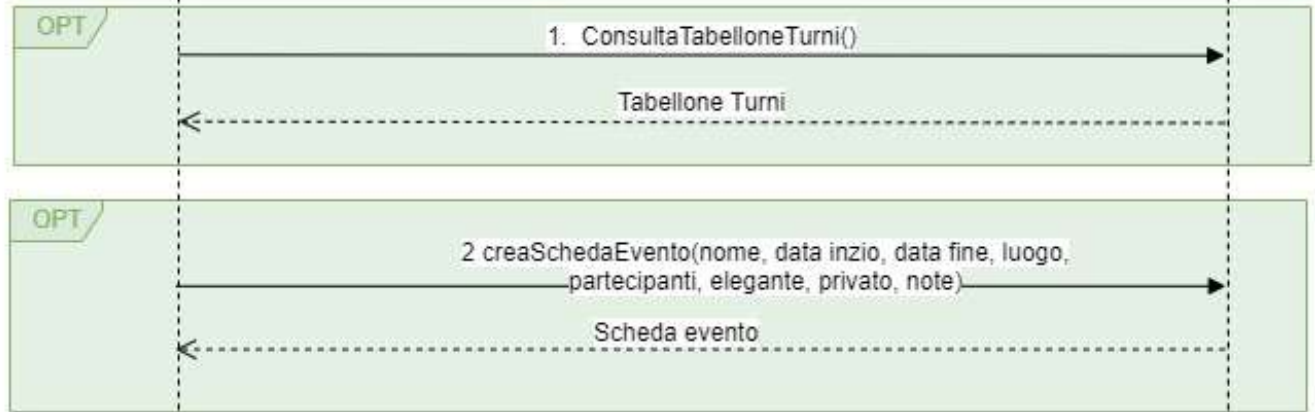 OPT
1. ConsultaTabelloneTurni()
Tabellone Turni
OPT
2 creaSchedaEvento(nome, data inzio, data fine, luogo,
partecipanti, elegante, privato, note)
Scheda evento